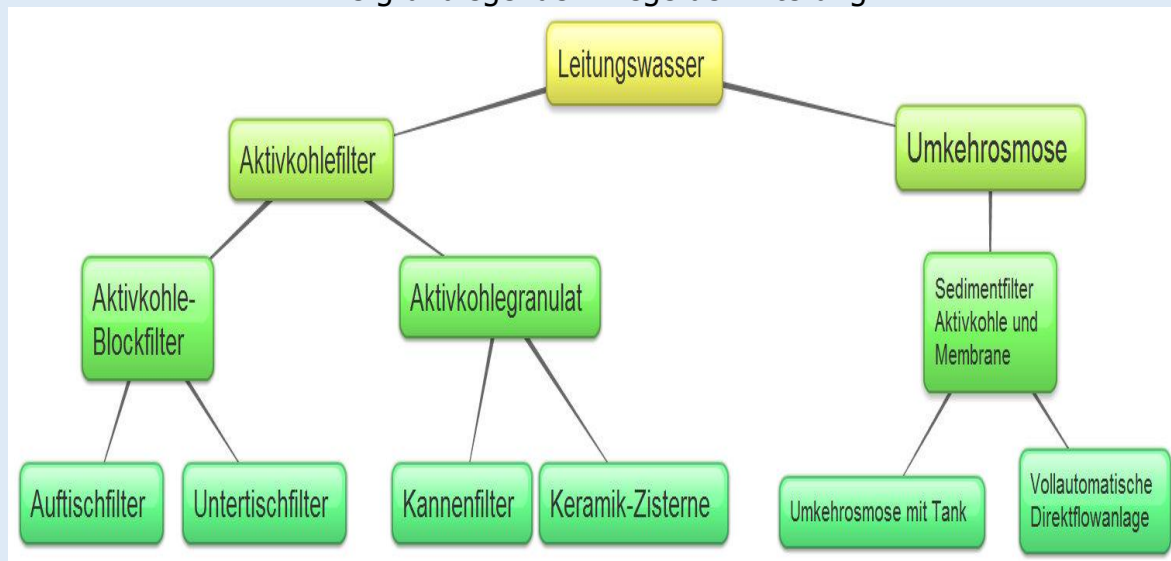 Leitungswasser
Aktivkohlefilter
Umkehrosmose
Aktivkohle-
Blockfilter
Aktivkohlegranulat
Sedimentfilter
Aktivkohle und
Membrane
Auftischfilter
Untertischfilter
Kannenfilter
Keramik-Zisterne
Umkehrosmose mit Tank
Vollautomatische
Direktflowanlage